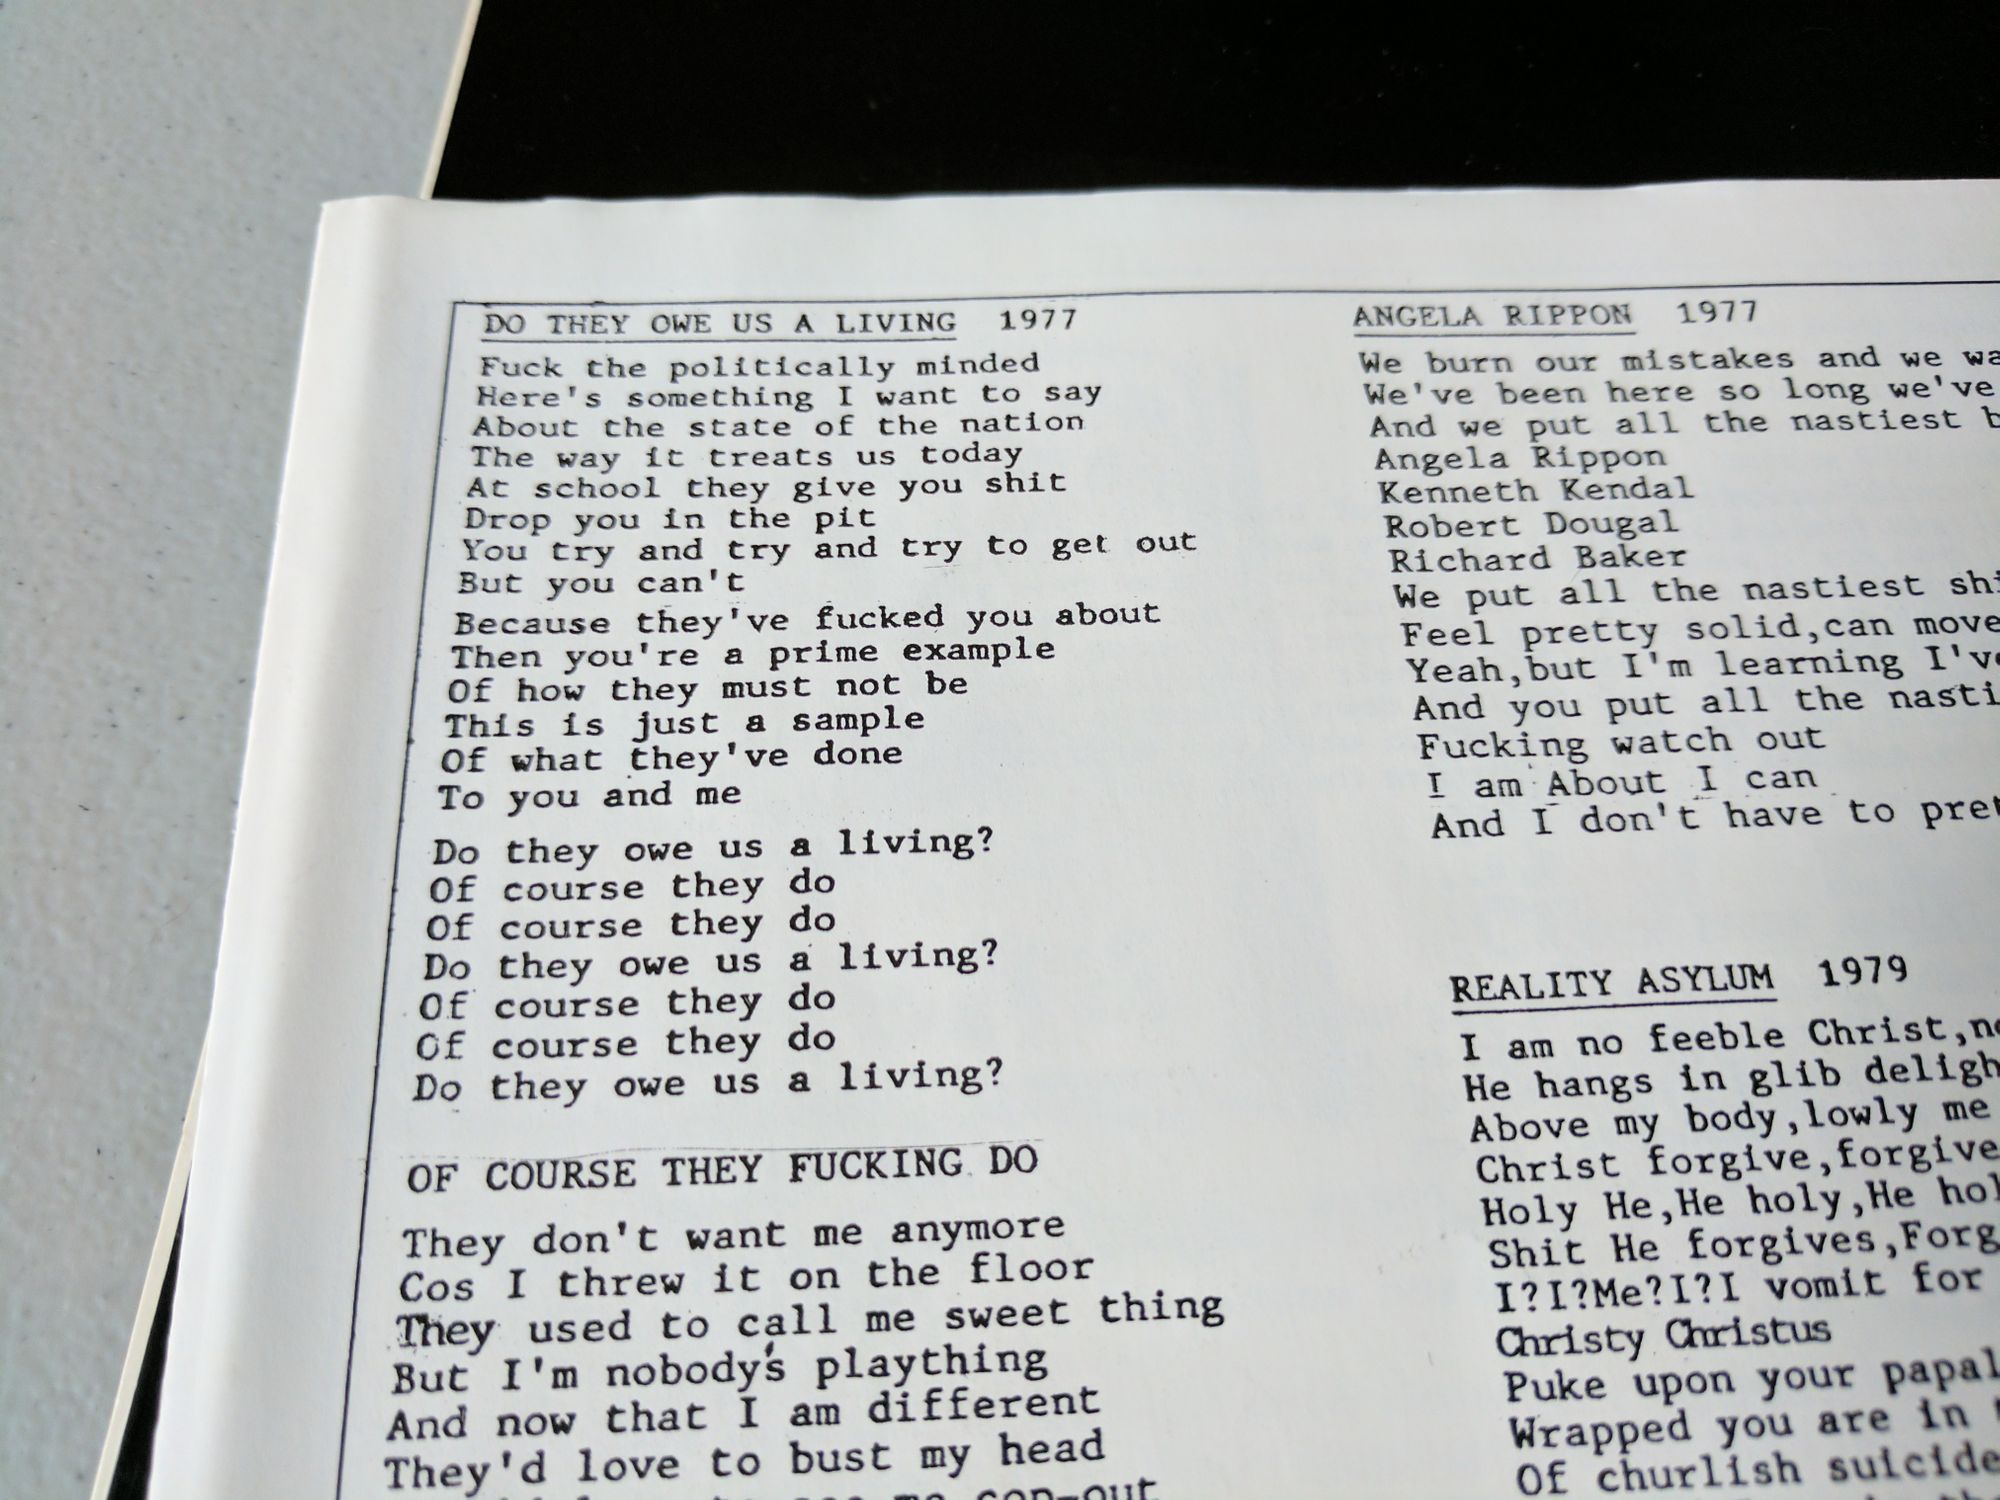 DO THEY OWE US A LIVING 1977
Fuck the politically minded
Here's something I want to say
About the state of the nation
The way it treats us today
At school they give you shit
Drop you in the pit
You try and try and try to get out
But you can't
Because they've fucked you about
Then you're a prime example
Of how they must not be
This is just a sample
Of what they've done
To you and me
Do they owe us a living?
Of course they do
Of course they do
Do they owe us a living?
Of course they do
Of course they do
Do they owe us a living?
OF COURSE THEY FUCKING DO
They don't want me anymore
Cos I threw it on the floor
They used to call me sweet thing
But I'm nobody's plaything
And now that I am different
They'd love to bust my head
me cop-out
ANGELA RIPPON 1977
We burn our mistakes and we
We've been here so long we've
And we put all the nastiest
Angela Rippon
Kenneth Kendal
Robert Dougal
Richard Baker
We put all the nastiest
Feel pretty solid,can move
Yeah,but I'm learning
And you put all the
Fucking watch out
I am About I can
And I don't have to
REALITY ASYLUM 1979
I am no feeble Christ,
He hangs in glib
Above my body,lowly me
Christ forgive,forgive
Holy He,He holy,He
Shit He forgives,
I?I?Me?I?I vomit for
Christy Christus
Puke upon your papal
Wrapped you are in
Of churlish suicide